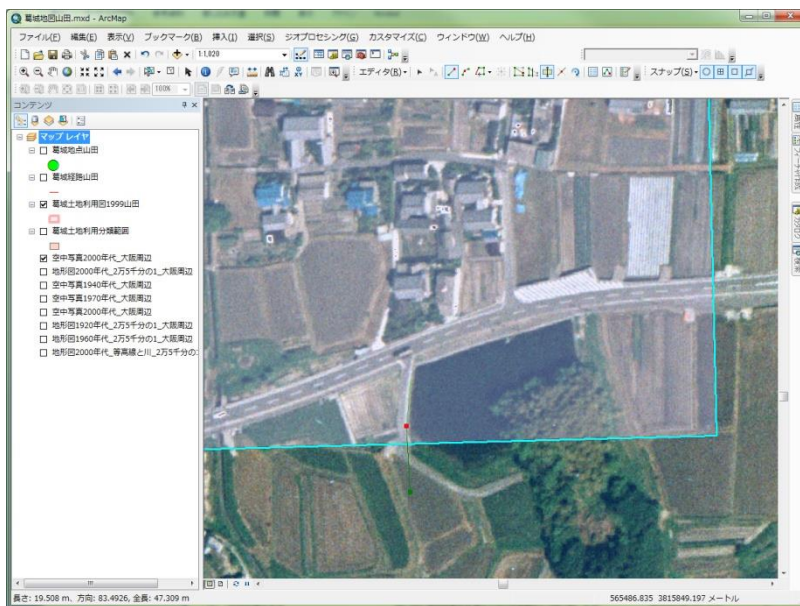 葛城地図山田.mxd - ArcMap
ファイル(F) 編集(E) 表示(V) ブックマーク(B) 挿入(I) 選択(S) ジオプロセシング(G) カスタマイズ(C) ウィンドウ(W) ヘルプ(H)
1:1,020
エディタ(R)
スナップ(S)
100%
コンテンツ
マップ レイヤ
葛城地点山田
葛城経路山田
葛城土地利用図1999山田
葛城土地利用分類範囲
空中写真2000年代_大阪周辺
地形図2000年代_2万5千分の1_大阪周辺
空中写真1940年代_大阪周辺
空中写真1970年代_大阪周辺
空中写真2000年代_大阪周辺
地形図1920年代_2万5千分の1_大阪周辺
地形図1960年代_2万5千分の1_大阪周辺
地形図2000年代_等高線と川_2万5千分の
長さ: 19.508 m、方向: 83.4926, 全長: 47.309 m
565486.835 3815849.197 メートル